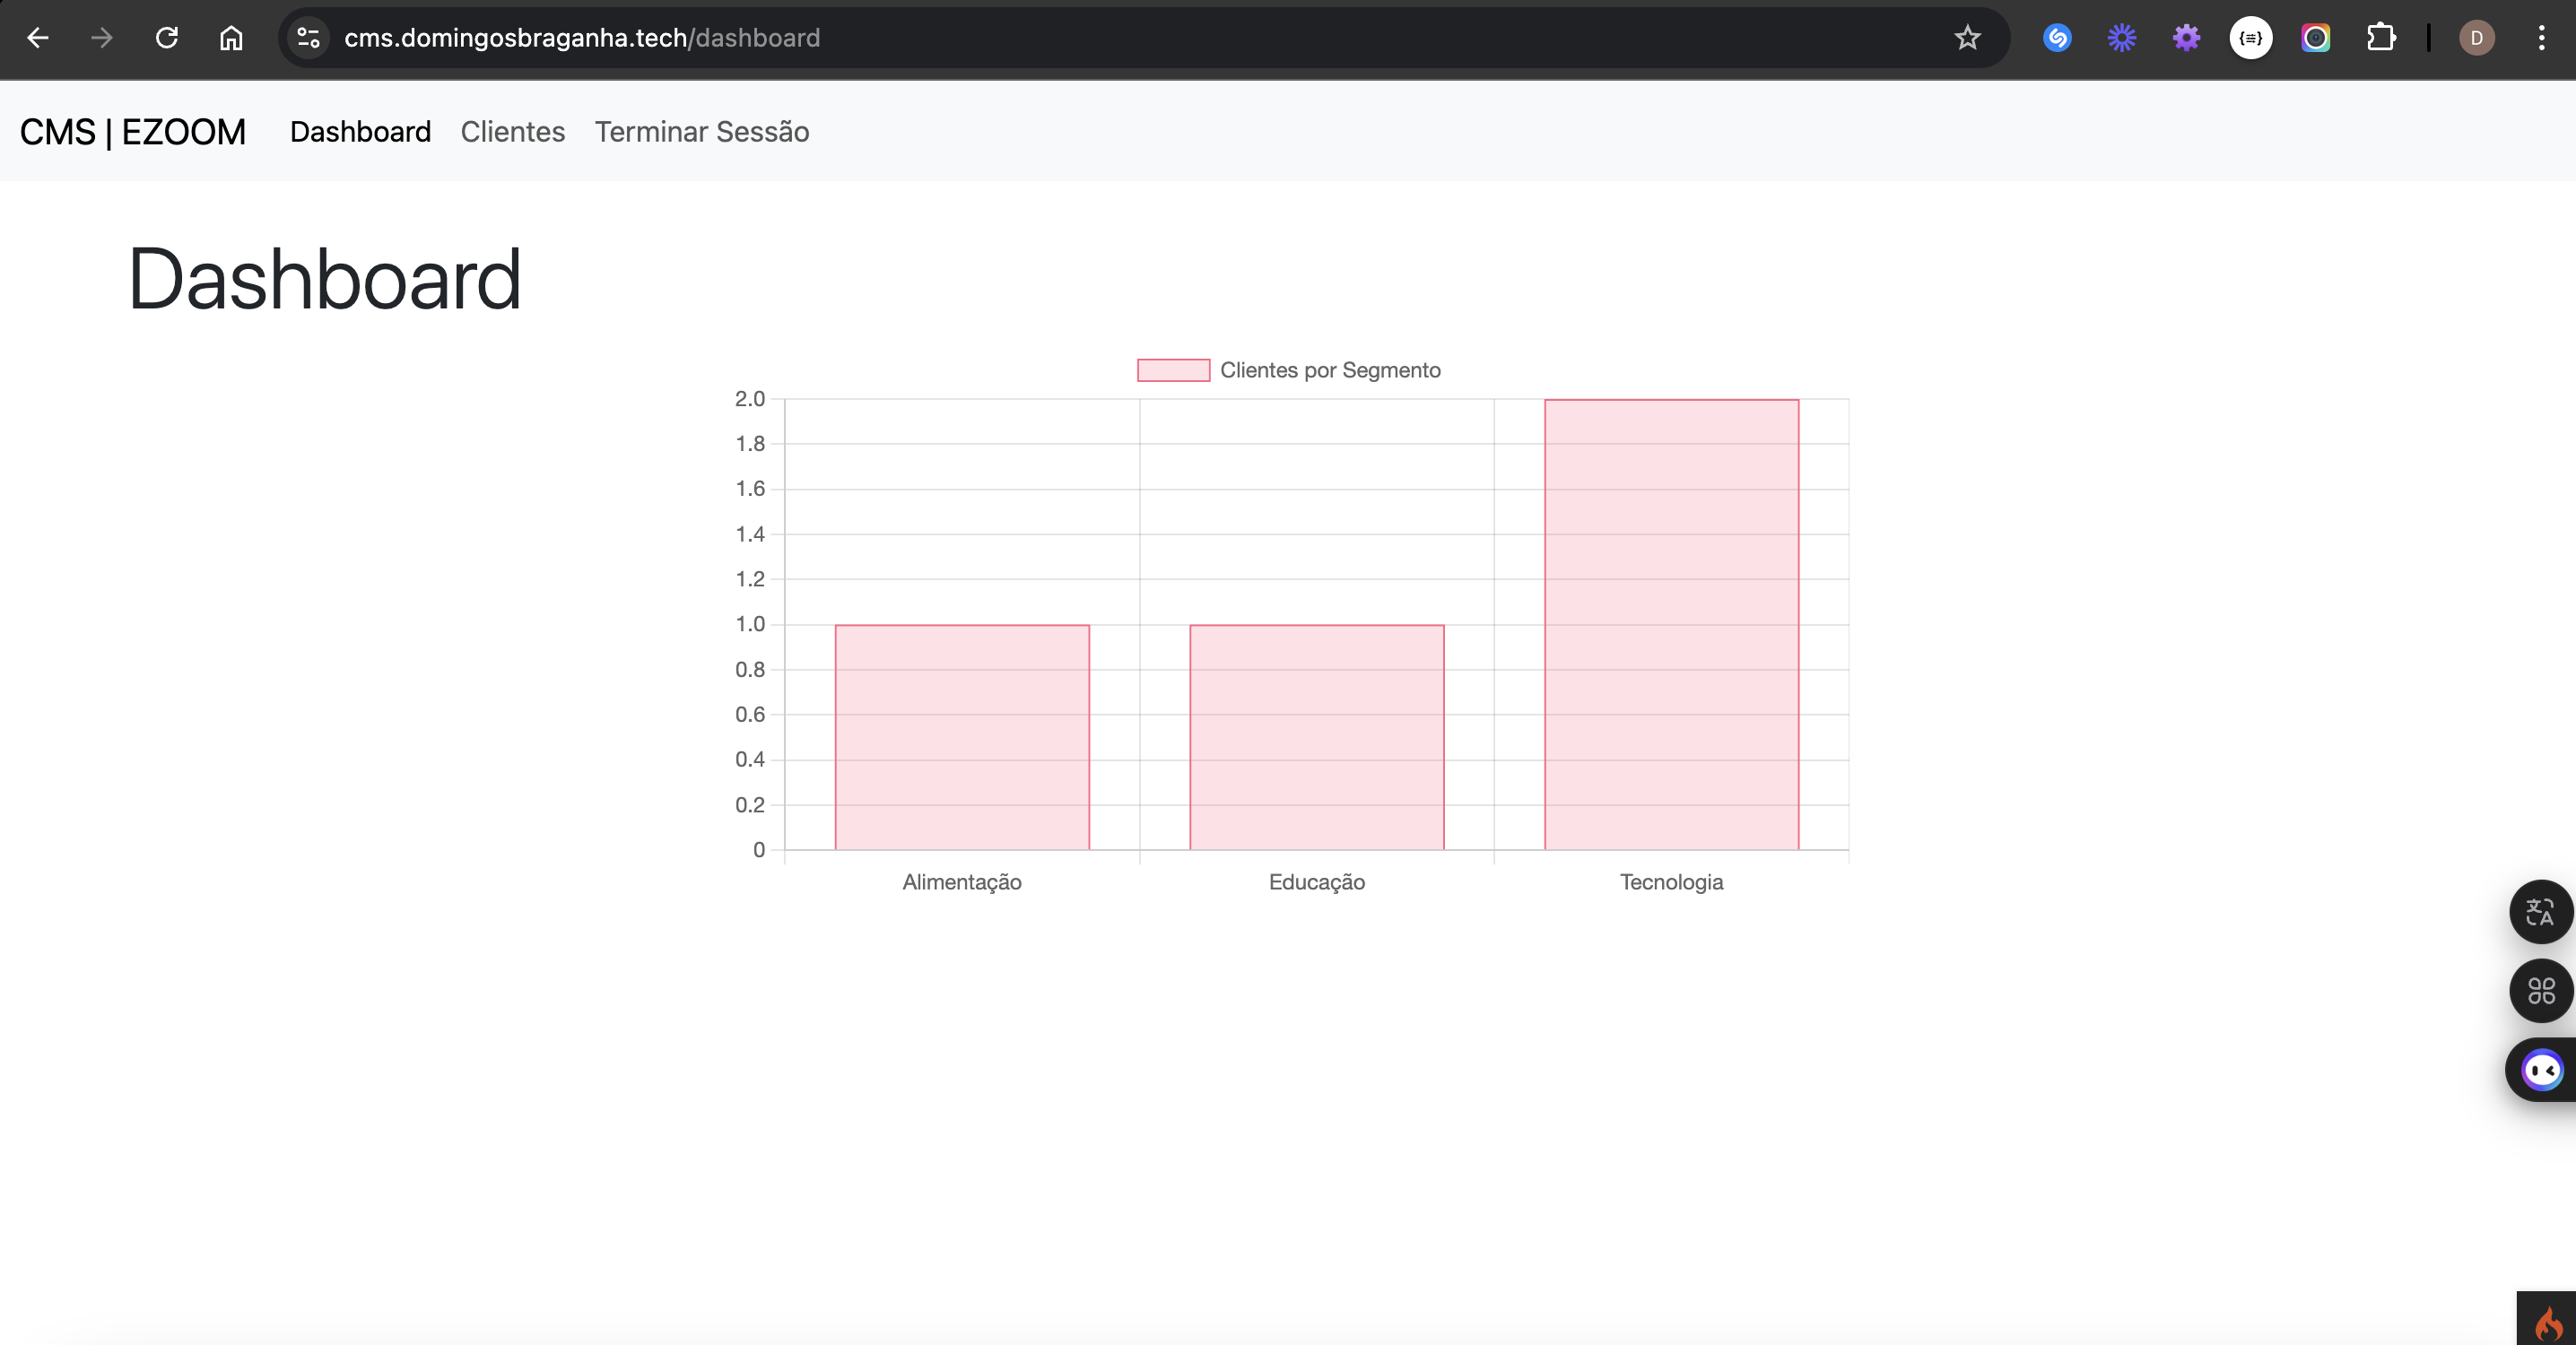 cms.domingosbraganha.tech/dashboard
D
CMS | EZOOM Dashboard Clientes Terminar Sessão
Dashboard
Clientes por Segmento
2.0
1.8
1.6
1.4
1.2
1.0
0.8
0.6
0.4
0.2
0
Alimentação Educação Tecnologia